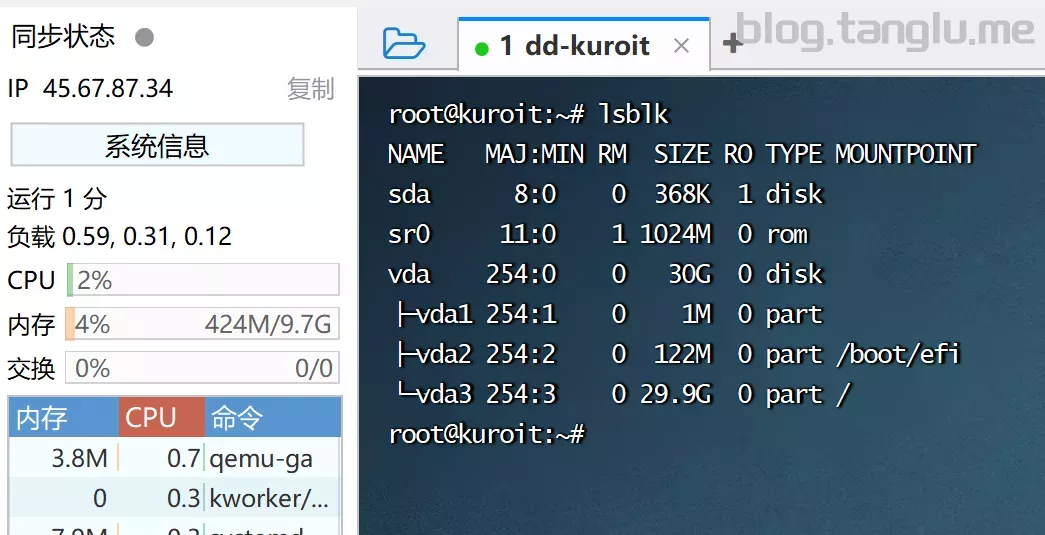 同步状态
IP 45.67.87.34 复制
系统信息
运行 1 分
负载 0.59, 0.31, 0.12
CPU 2%
内存 4% 424M/9.7G
交换 0% 0/0
内存 CPU 命令
3.8M 0.7 qemu-ga
0 0.3 kworker/...
1 dd-kuroit
blog.tanglu.me
root@kuroit:~# lsblk
NAME MAJ:MIN RM SIZE RO TYPE MOUNTPOINT
sda 8:0 0 368K 1 disk
sr0 11:0 1 1024M 0 rom
vda 254:0 0 30G 0 disk
├─vda1 254:1 0 1M 0 part
├─vda2 254:2 0 122M 0 part /boot/efi
└─vda3 254:3 0 29.9G 0 part /
root@kuroit:~#